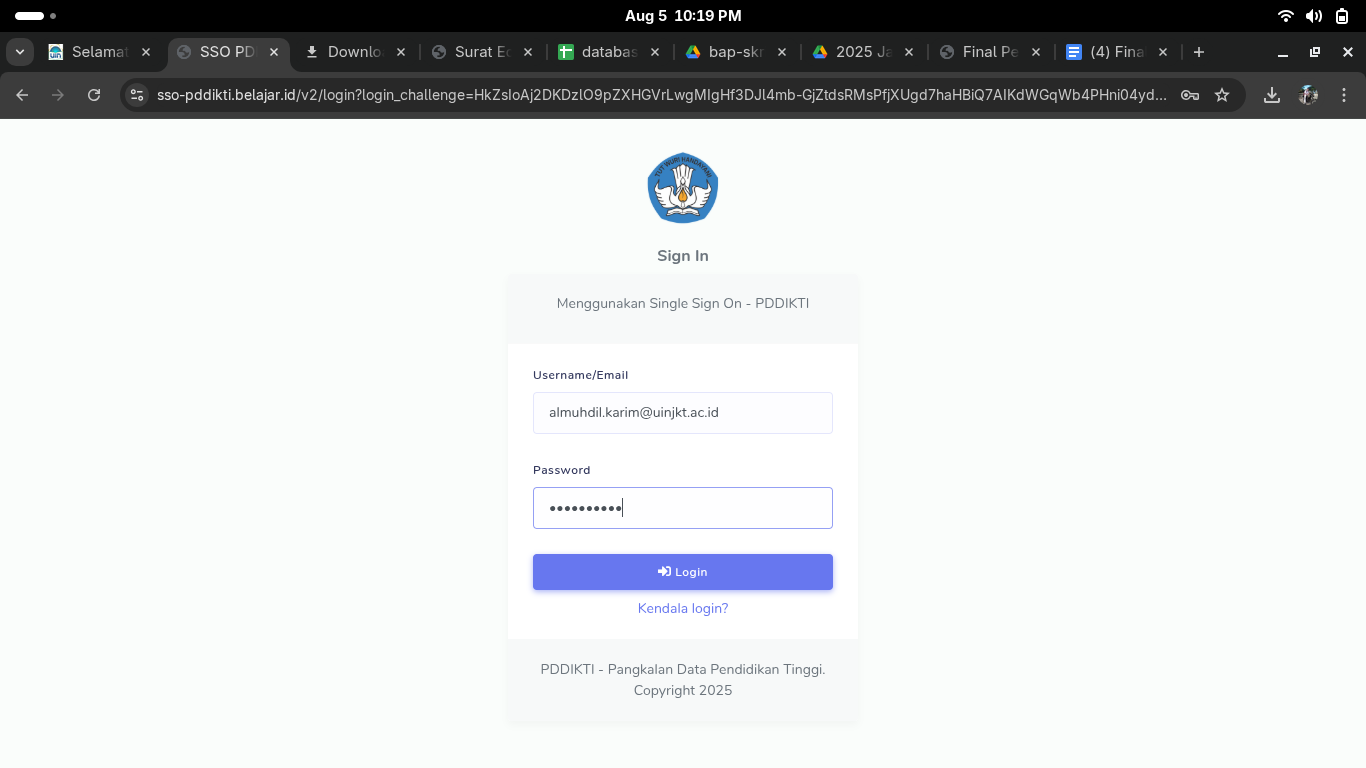 Aug 5 10:19 PM
Selamat
SSO PD
Downlo
Surat Ec
databas
bap-skr
2025 Ja
Final Pe
(4) Fina
sso-pddikti.belajar.id/v2/login?login_challenge=HkZsIoAj2DKDzlO9pZXHGVrLwgMIgHf3DJl4mb-GjZtdsRMsPfjXUgd7haHBiQ7AIKdWGqWb4PHni04yd...
TUT WURI HANDAYANI
Sign In
Menggunakan Single Sign On - PDDIKTI
Username/Email
almuhdil.karim@uinjkt.ac.id
Password
••••••••••
Login
Kendala login?
PDDIKTI - Pangkalan Data Pendidikan Tinggi.
Copyright 2025